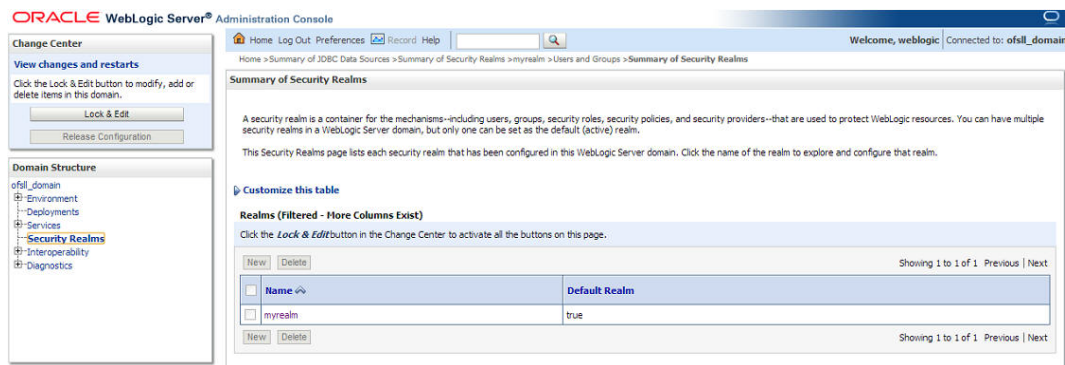 ORACLE WebLogic Server® Administration Console
Change Center
View changes and restarts
Click the Lock & Edit button to modify, add or
delete items in this domain.
Lock & Edit
Release Configuration
Domain Structure
ofsll_domain
Environment
Deployments
Services
Security Realms
Interoperability
Diagnostics
Home Log Out Preferences Record Help
Welcome, weblogic Connected to: ofsll_domain
Home >Summary of JDBC Data Sources >Summary of Security Realms >myrealm >Users and Groups >Summary of Security Realms
Summary of Security Realms
A security realm is a container for the mechanisms--including users, groups, security roles, security policies, and security providers--that are used to protect WebLogic resources. You can have multiple
security realms in a WebLogic Server domain, but only one can be set as the default (active) realm.
This Security Realms page lists each security realm that has been configured in this WebLogic Server domain. Click the name of the realm to explore and configure that realm.
Customize this table
Realms (Filtered - More Columns Exist)
Click the Lock & Edit button in the Change Center to activate all the buttons on this page.
New Delete Showing 1 to 1 of 1 Previous | Next
Name Default Realm
myrealm true
New Delete Showing 1 to 1 of 1 Previous | Next